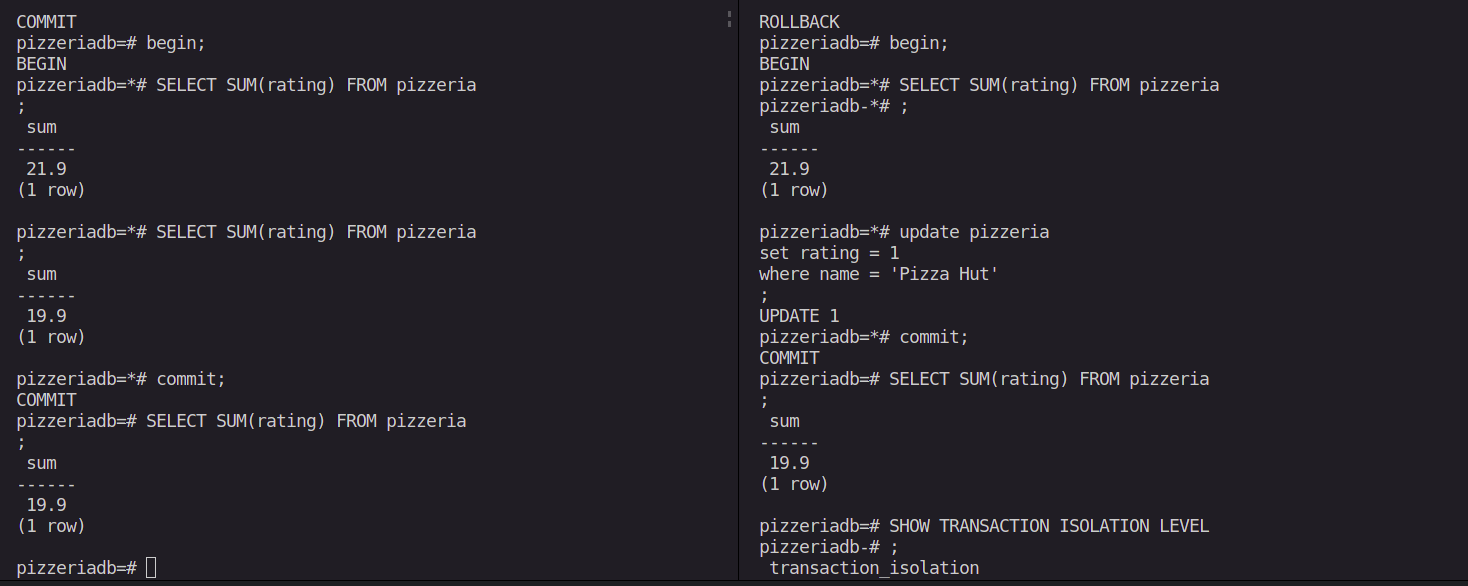 COMMIT
pizzeriadb=# begin;
BEGIN
pizzeriadb=*# SELECT SUM(rating) FROM pizzeria
;
 sum
------
 21.9
(1 row)

pizzeriadb=*# SELECT SUM(rating) FROM pizzeria
;
 sum
------
 19.9
(1 row)

pizzeriadb=*# commit;
COMMIT
pizzeriadb=# SELECT SUM(rating) FROM pizzeria
;
 sum
------
 19.9
(1 row)

pizzeriadb=#
ROLLBACK
pizzeriadb=# begin;
BEGIN
pizzeriadb=*# SELECT SUM(rating) FROM pizzeria
pizzeriadb-*# ;
 sum
------
 21.9
(1 row)

pizzeriadb=*# update pizzeria
set rating = 1
where name = 'Pizza Hut'
;
UPDATE 1
pizzeriadb=*# commit;
COMMIT
pizzeriadb=# SELECT SUM(rating) FROM pizzeria
;
 sum
------
 19.9
(1 row)

pizzeriadb=# SHOW TRANSACTION ISOLATION LEVEL
pizzeriadb-# ;
 transaction_isolation